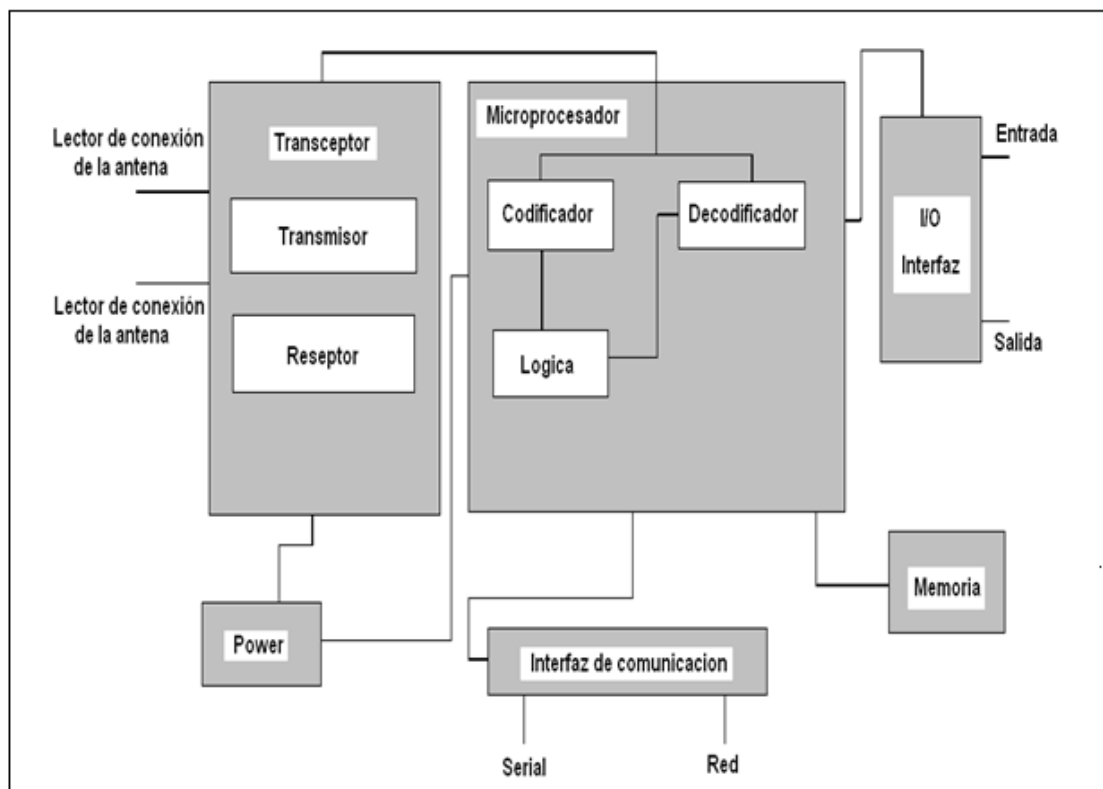 Lector de conexión
de la antena
Lector de conexión
de la antena
Transceptor
Transmisor
Reseptor
Microprocesador
Codificador
Decodificador
Logica
I/O
Interfaz
Entrada
Salida
Power
Interfaz de comunicacion
Serial
Red
Memoria